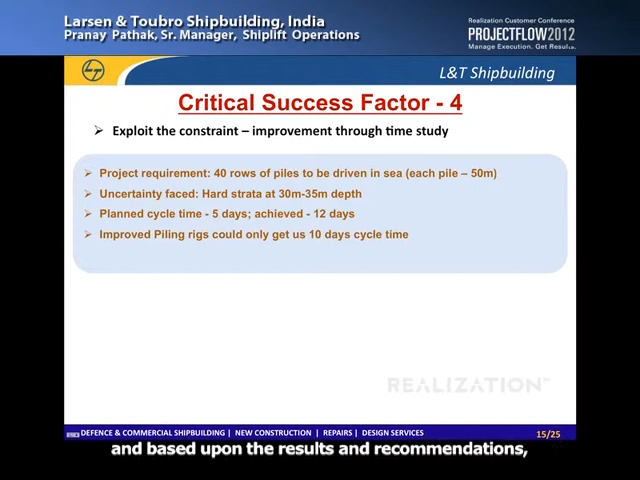 Larsen & Toubro Shipbuilding, India
Pranay Pathak, Sr. Manager, Shiplift Operations
Realization Customer Conference
PROJECTFLOW2012
Manage Execution. Get Results.
L&T Shipbuilding
Critical Success Factor - 4
➢ Exploit the constraint – improvement through time study
➢ Project requirement: 40 rows of piles to be driven in sea (each pile – 50m)
➢ Uncertainty faced: Hard strata at 30m-35m depth
➢ Planned cycle time - 5 days; achieved - 12 days
➢ Improved Piling rigs could only get us 10 days cycle time
REALIZATION
DEFENCE & COMMERCIAL SHIPBUILDING | NEW CONSTRUCTION | REPAIRS | DESIGN SERVICES
15/25
and based upon the results and recommendations,